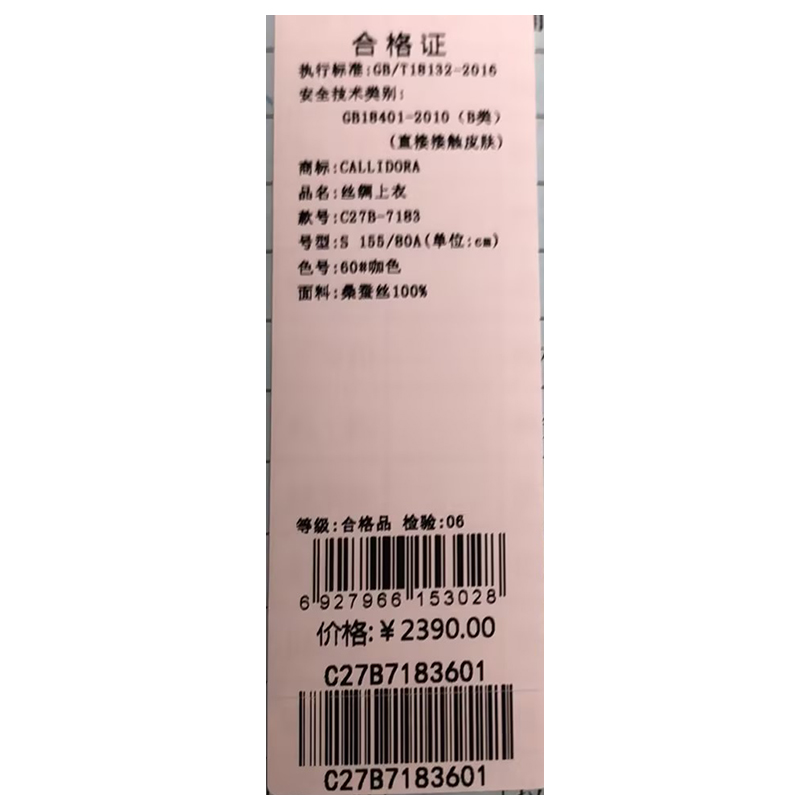 合格证
执行标准:GB/T18132-2016
安全技术类别:
GB18401-2010（B类）
(直接接触皮肤)
商标:CALLIDORA
品名:丝绸上衣
款号:C27B-7183
号型:S 155/80A(单位:cm)
色号:60#咖色
面料:桑蚕丝100%
等级:合格品 检验:06
6 927966 153028
价格:￥2390.00
C27B7183601
C27B7183601